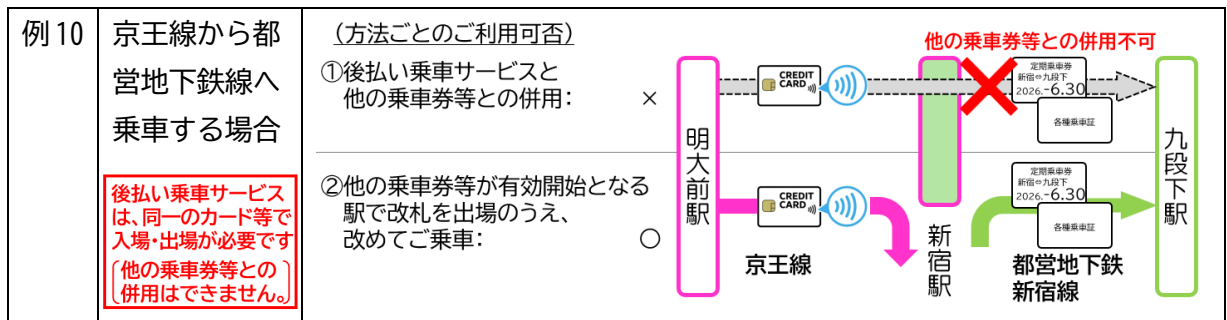 例10
京王線から都
営地下鉄線へ
乗車する場合
後払い乗車サービス
は、同一のカード等で
入場・出場が必要です
他の乗車券等との
併用はできません。
(方法ごとのご利用可否)
①後払い乗車サービスと
他の乗車券等との併用： ×
②他の乗車券等が有効開始となる
駅で改札を出場のうえ、
改めてご乗車： ○
他の乗車券等との併用不可
明大前駅
CREDIT
CARD
定期乗車券
新宿⇔九段下
2026.-6.30
各種乗車証
九段下駅
CREDIT
CARD
京王線
新宿駅
定期乗車券
新宿⇔九段下
2026.-6.30
各種乗車証
都営地下鉄
新宿線